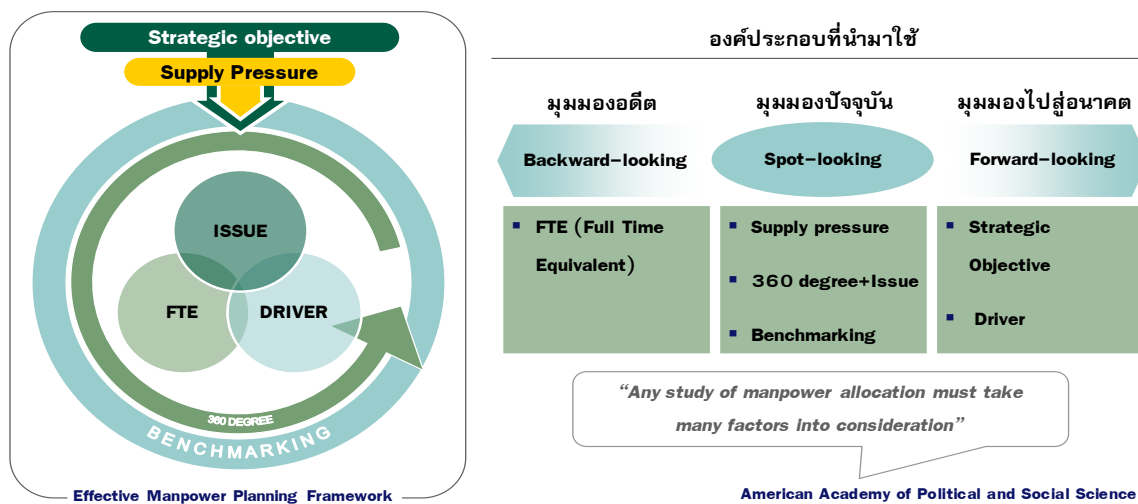 Strategic objective
Supply Pressure
ISSUE
FTE
DRIVER
360 DEGREE
BENCHMARKING
Effective Manpower Planning Framework
องค์ประกอบที่นำมาใช้
มุมมองอดีต
มุมมองปัจจุบัน
มุมมองไปสู่อนาคต
Backward-looking
Spot-looking
Forward-looking
▪ FTE (Full Time
Equivalent)
▪ Supply pressure
▪ 360 degree+Issue
▪ Benchmarking
▪ Strategic
Objective
▪ Driver
“Any study of manpower allocation must take
many factors into consideration”
American Academy of Political and Social Science